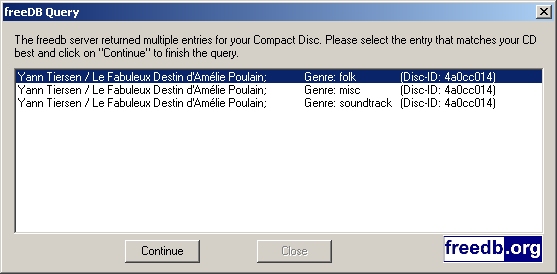 freeDB Query
The freedb server returned multiple entries for your Compact Disc. Please select the entry that matches your CD
best and click on "Continue" to finish the query.
Yann Tiersen / Le Fabuleux Destin d'Amélie Poulain; Genre: folk (Disc-ID: 4a0cc014)
Yann Tiersen / Le Fabuleux Destin d'Amélie Poulain; Genre: misc (Disc-ID: 4a0cc014)
Yann Tiersen / Le Fabuleux Destin d'Amélie Poulain; Genre: soundtrack (Disc-ID: 4a0cc014)
Continue Close freedb.org